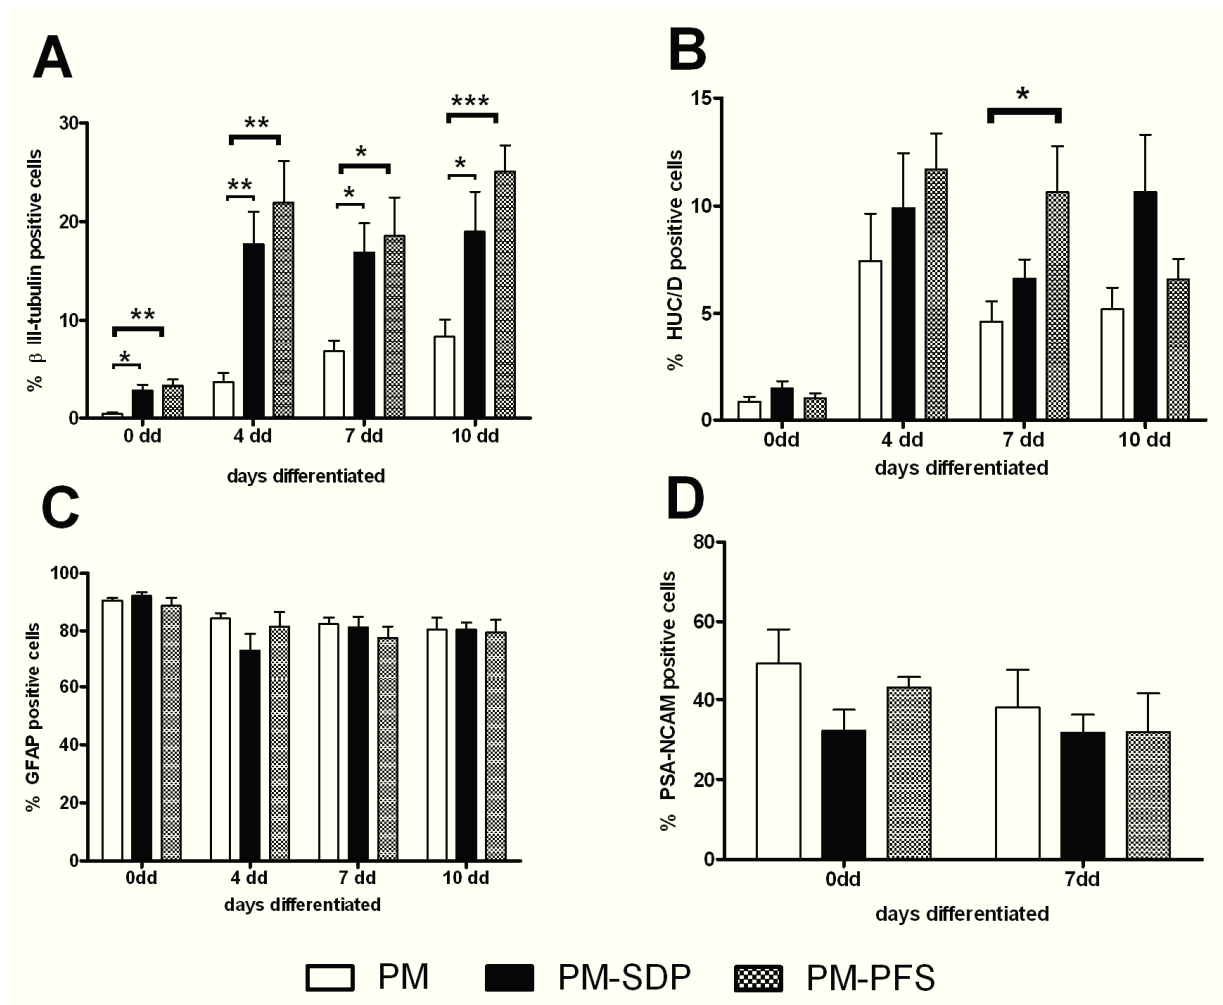 A
% β III-tubulin positive cells
30
20
10
0
**
*
**
**
*
*
***
*
0 dd 4 dd 7 dd 10 dd
days differentiated
B
% HUC/D positive cells
15
10
5
0
*
0dd 4 dd 7 dd 10 dd
days differentiated
C
% GFAP positive cells
100
80
60
40
20
0
0dd 4 dd 7 dd 10 dd
days differentiated
D
% PSA-NCAM positive cells
80
60
40
20
0
0dd 7dd
days differentiated
PM PM-SDP PM-PFS